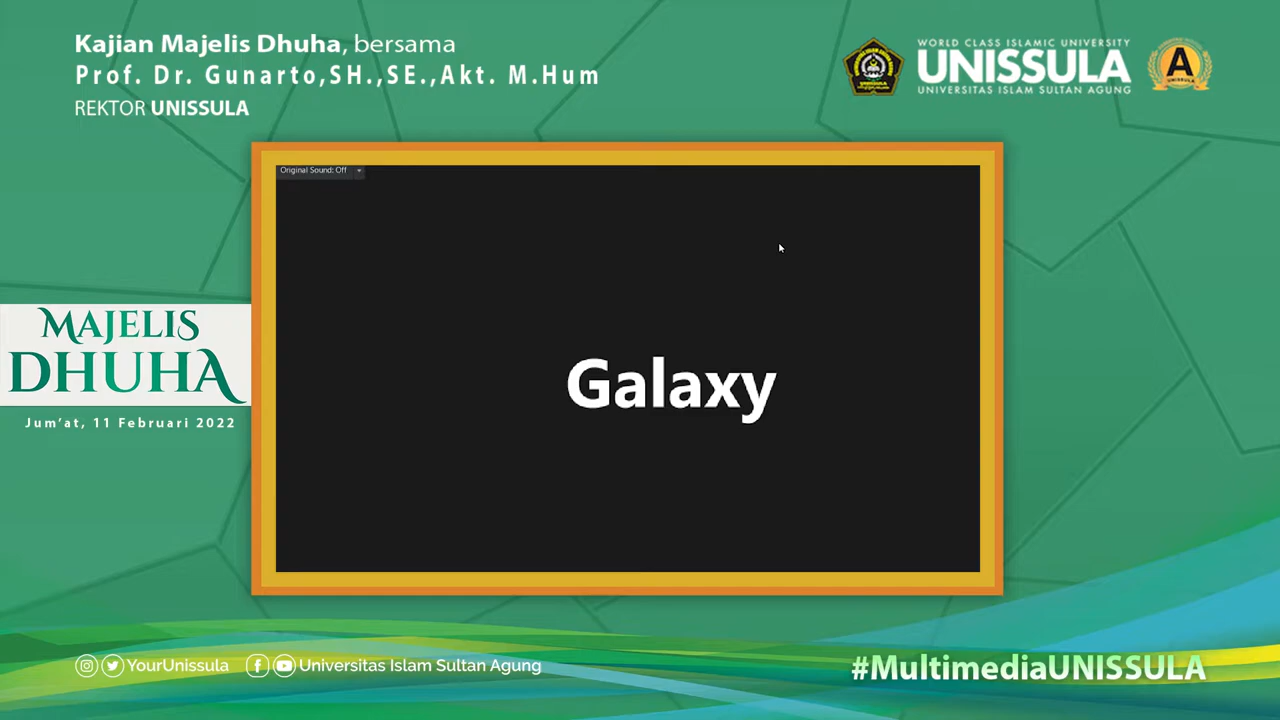 Kajian Majelis Dhuha, bersama
Prof. Dr. Gunarto,SH.,SE.,Akt. M.Hum
REKTOR UNISSULA
WORLD CLASS ISLAMIC UNIVERSITY
UNISSULA
UNIVERSITAS ISLAM SULTAN AGUNG
A
UNISSULA
Original Sound: Off
Galaxy
MAJELIS
DHUHA
Jum'at, 11 Februari 2022
YourUnissula
Universitas Islam Sultan Agung
#MultimediaUNISSULA